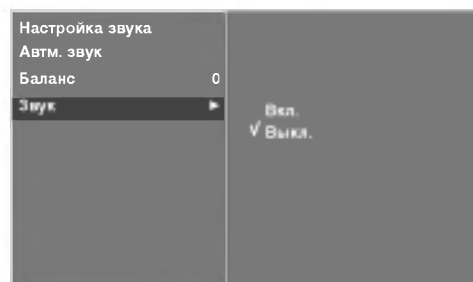 Настройка звука
Автм. звук
Баланс 0
Звук ►
Вкл.
√ Выкл.